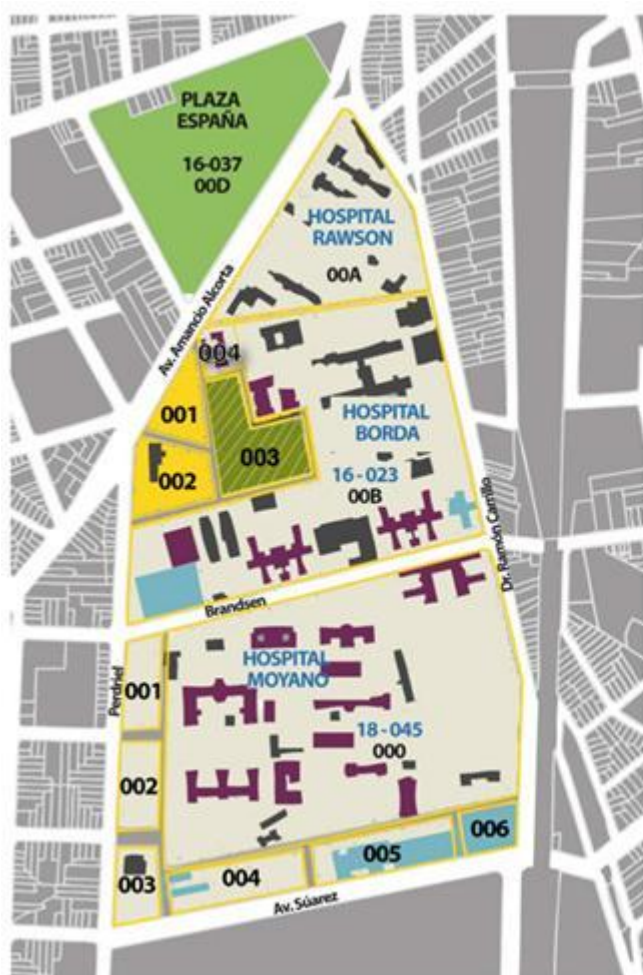 PLAZA
ESPAÑA
16-037
00D
HOSPITAL
RAWSON
00A
Av. Amancio Alcorta
004
001
HOSPITAL
BORDA
003
002
16-023
00B
Dr. Ramón Carrillo
Brandsen
HOSPITAL
MOYANO
Perdriel
001
18-045
000
002
006
005
004
003
Av. Súarez